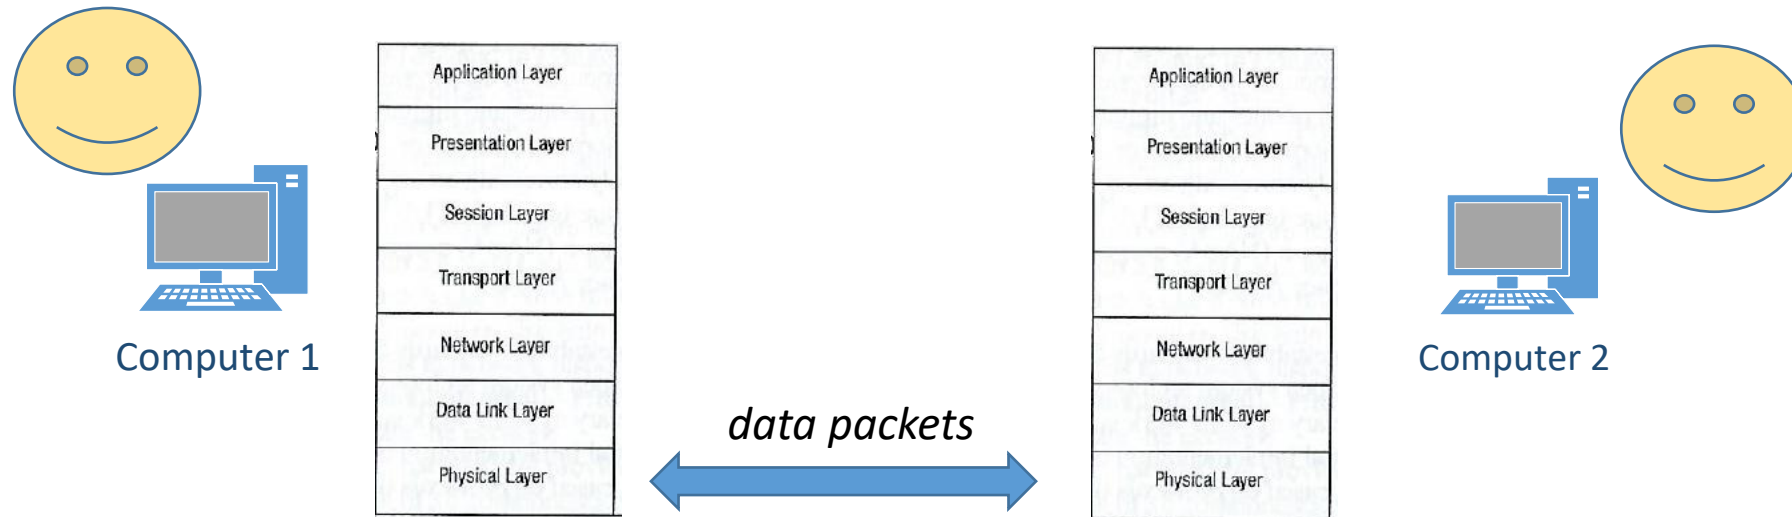 Application Layer
Presentation Layer
Session Layer
Transport Layer
Network Layer
Data Link Layer
Physical Layer
Computer 1
data packets
Application Layer
Presentation Layer
Session Layer
Transport Layer
Network Layer
Data Link Layer
Physical Layer
Computer 2